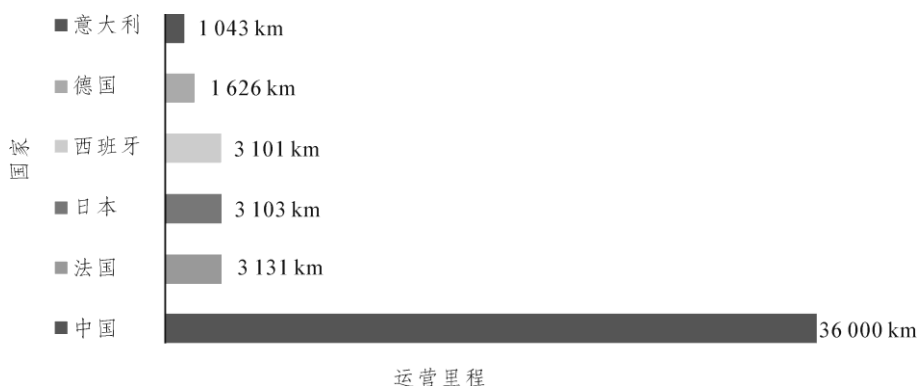 意大利 1 043 km
德国 1 626 km
西班牙 3 101 km
日本 3 103 km
法国 3 131 km
中国 36 000 km
国家
运营里程